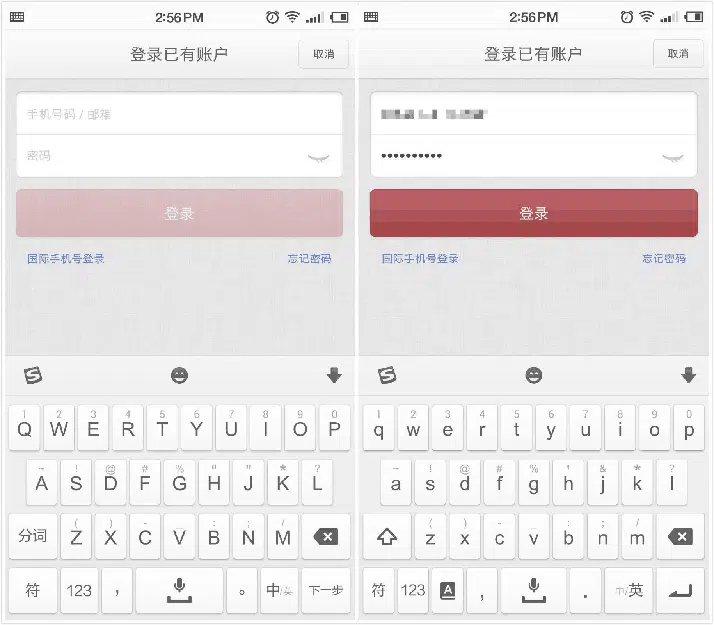 2:56PM
登录已有账户
取消
手机号码 / 邮箱
密码
登录
国际手机号登录 忘记密码
1 2 3 4 5 6 7 8 9 0
Q W E R T Y U I O P
~ ! @ # % " " * ?
A S D F G H J K L
( ) - _ : ; /
分词 Z X C V B N M
符 123 ， 。 中/英 下一步
2:56PM
登录已有账户
取消
••••••••••
登录
国际手机号登录 忘记密码
1 2 3 4 5 6 7 8 9 0
q w e r t y u i o p
~ ! @ # % ' & * ?
a s d f g h j k l
( ) - _ : ; /
z x c v b n m
符 123 A , . 中/英